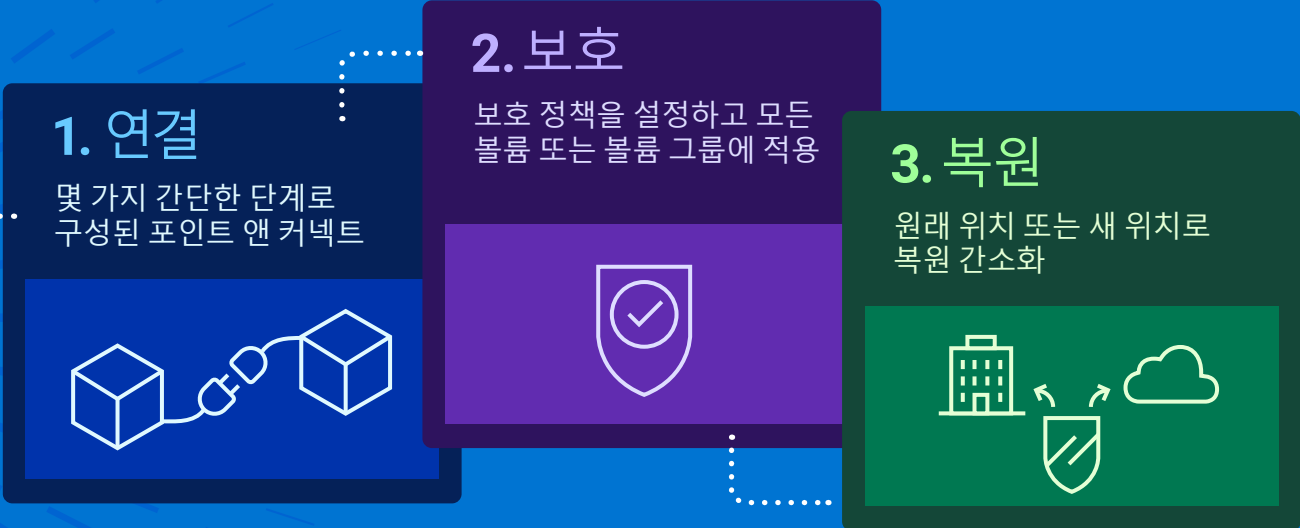 1. 연결
몇 가지 간단한 단계로
구성된 포인트 앤 커넥트
2. 보호
보호 정책을 설정하고 모든
볼륨 또는 볼륨 그룹에 적용
3. 복원
원래 위치 또는 새 위치로
복원 간소화